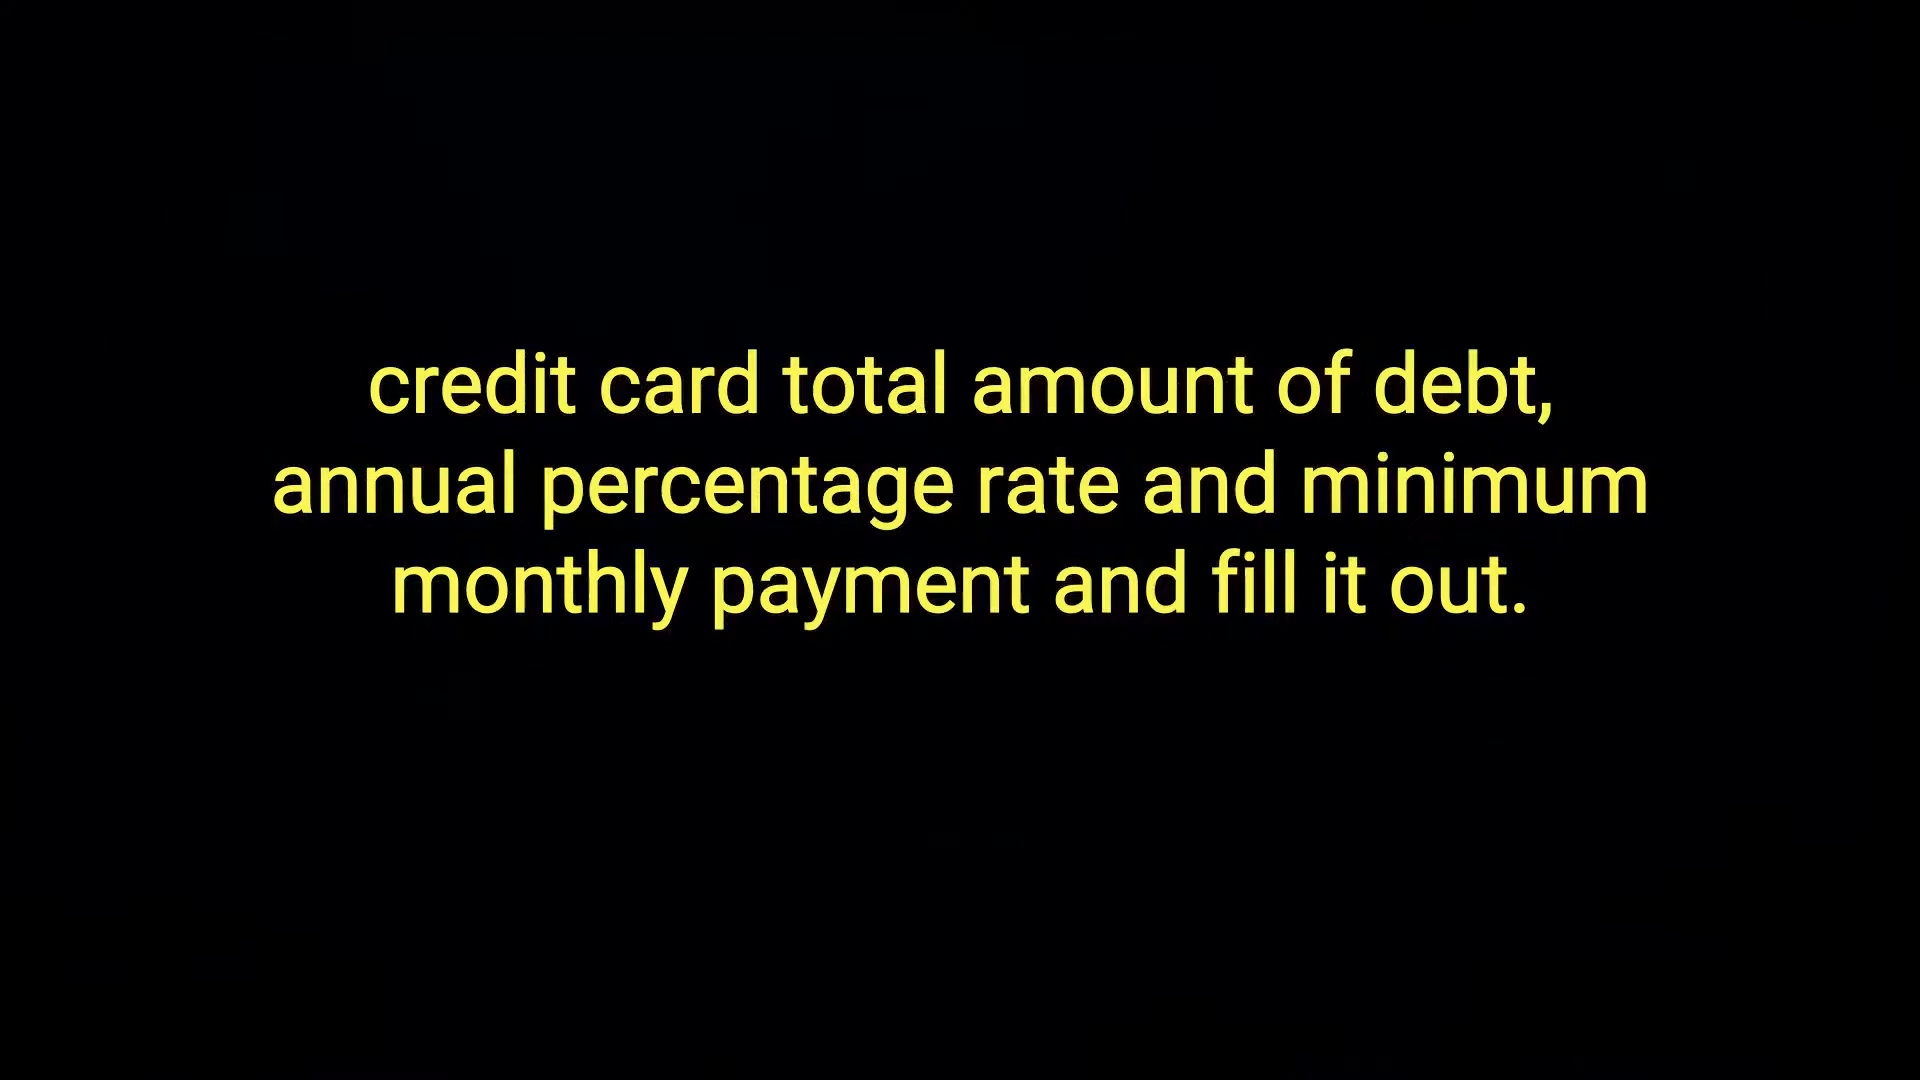 credit card total amount of debt,
annual percentage rate and minimum
monthly payment and fill it out.